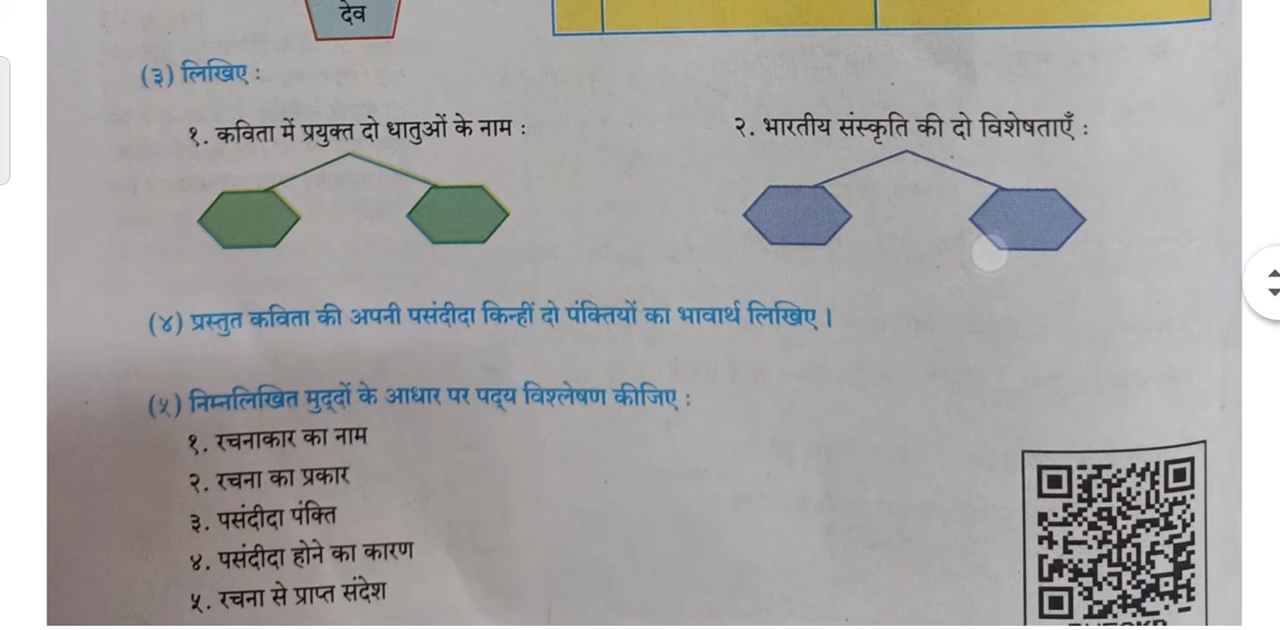 देव
(३) लिखिए :
१. कविता में प्रयुक्त दो धातुओं के नाम :
२. भारतीय संस्कृति की दो विशेषताएँ :
(४) प्रस्तुत कविता की अपनी पसंदीदा किन्हीं दो पंक्तियों का भावार्थ लिखिए ।
(५) निम्नलिखित मुद्दों के आधार पर पद्य विश्लेषण कीजिए :
१. रचनाकार का नाम
२. रचना का प्रकार
३. पसंदीदा पंक्ति
४. पसंदीदा होने का कारण
५. रचना से प्राप्त संदेश